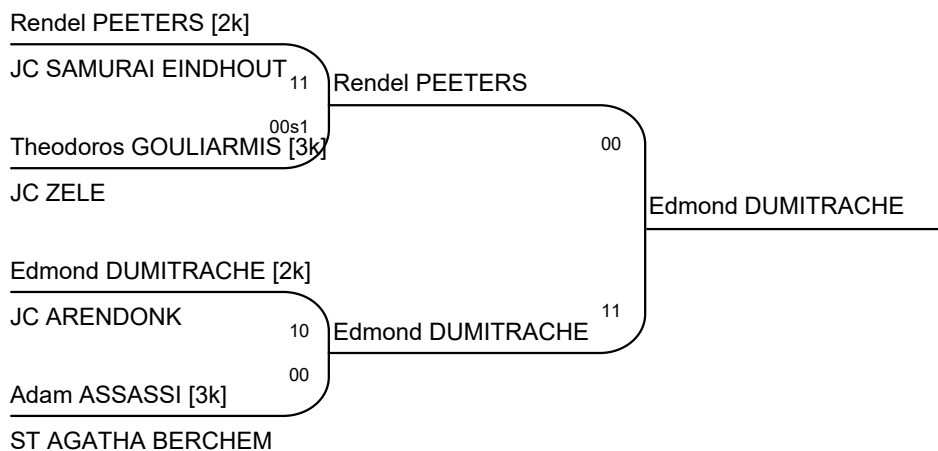 Rendel PEETERS [2k]
JC SAMURAI EINDHOUT
11
Rendel PEETERS
00s1
Theodoros GOULIARMIS [3k]
00
JC ZELE
Edmond DUMITRACHE
Edmond DUMITRACHE [2k]
JC ARENDONK
11
10
Edmond DUMITRACHE
00
Adam ASSASSI [3k]
ST AGATHA BERCHEM